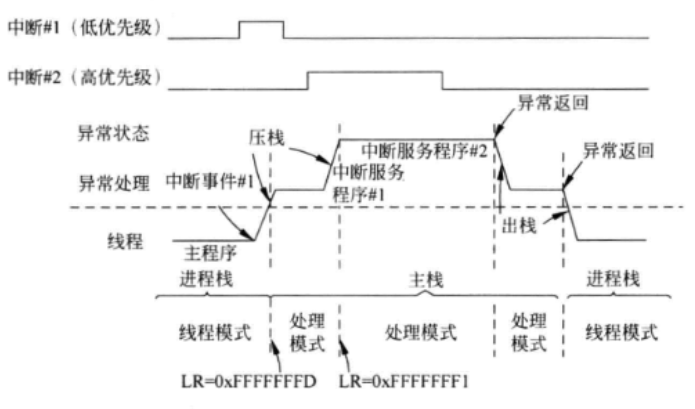 中断#1（低优先级）
中断#2（高优先级）
异常返回
异常状态
压栈
中断服务程序#2
异常返回
异常处理
中断事件#1
中断服务
程序#1
出栈
线程
主程序
进程栈
主栈
进程栈
线程模式
处理
模式
处理模式
处理
模式
线程模式
LR=0xFFFFFFFD
LR=0xFFFFFFF1